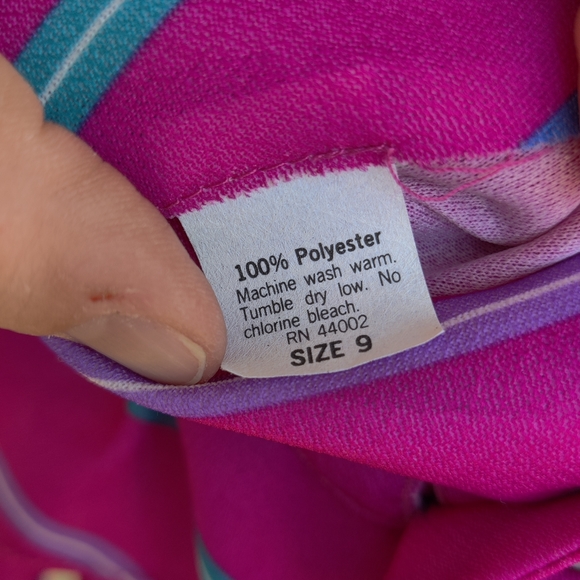 100% Polyester
Machine wash warm.
Tumble dry low. No
chlorine bleach.
RN 44002
SIZE 9